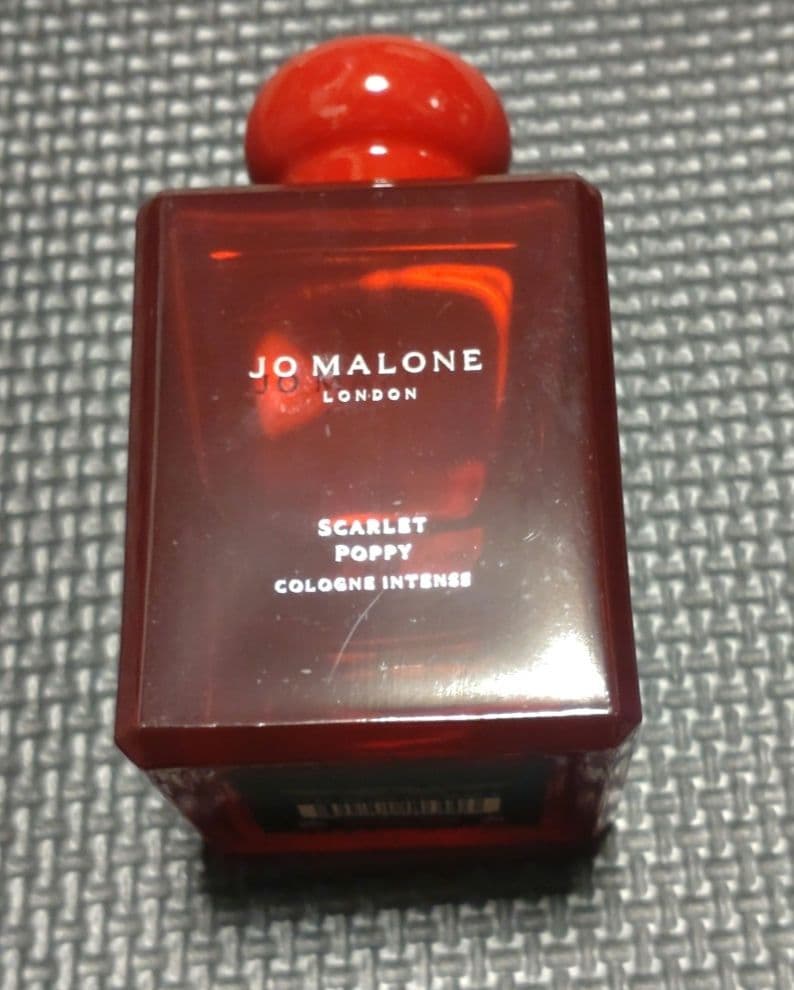 JO MALONE
LONDON
SCARLET
POPPY
COLOGNE INTENSE